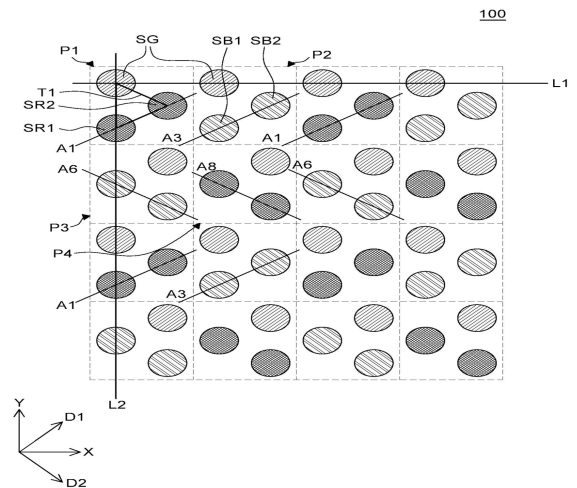 100
P1 SG SB1 SB2 P2
L1
T1
SR2
SR1
A1 A3 A1
A6 A8 A6
P3
P4
A1 A3
L2
Y
D1
X
D2